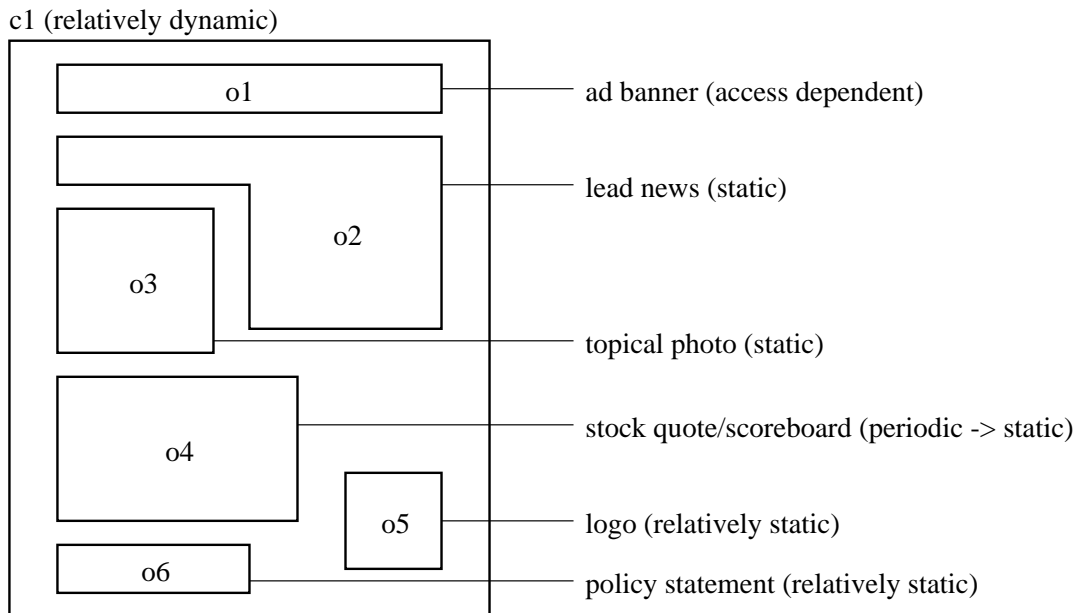 c1 (relatively dynamic)
o1
ad banner (access dependent)
lead news (static)
o2
o3
topical photo (static)
stock quote/scoreboard (periodic -> static)
o4
o5
logo (relatively static)
o6
policy statement (relatively static)